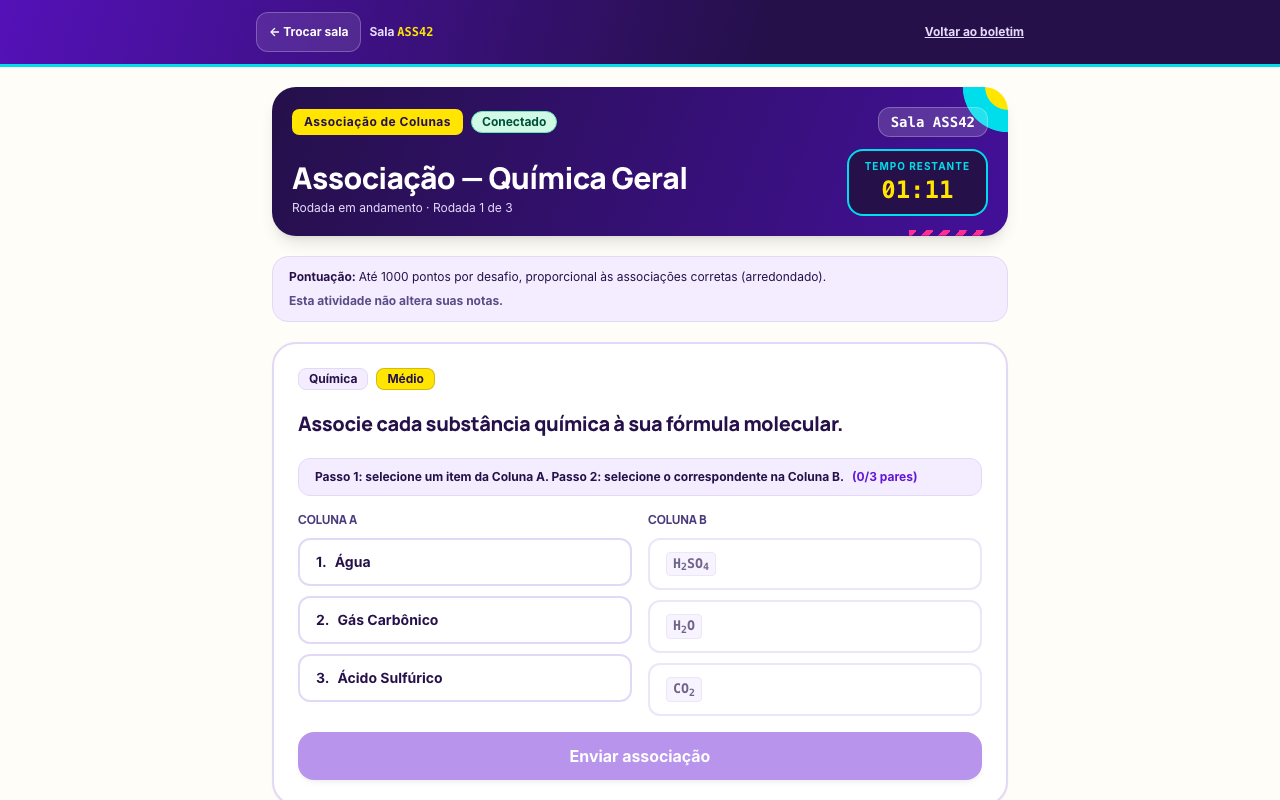 ← Trocar sala Sala ASS42 Voltar ao boletim
Associação de Colunas Conectado Sala ASS42
TEMPO RESTANTE
01:11
Associação — Química Geral
Rodada em andamento · Rodada 1 de 3
Pontuação: Até 1000 pontos por desafio, proporcional às associações corretas (arredondado).
Esta atividade não altera suas notas.
Química Médio
Associe cada substância química à sua fórmula molecular.
Passo 1: selecione um item da Coluna A. Passo 2: selecione o correspondente na Coluna B. (0/3 pares)
COLUNA A
1. Água
2. Gás Carbônico
3. Ácido Sulfúrico
COLUNA B
H₂SO₄
H₂O
CO₂
Enviar associação